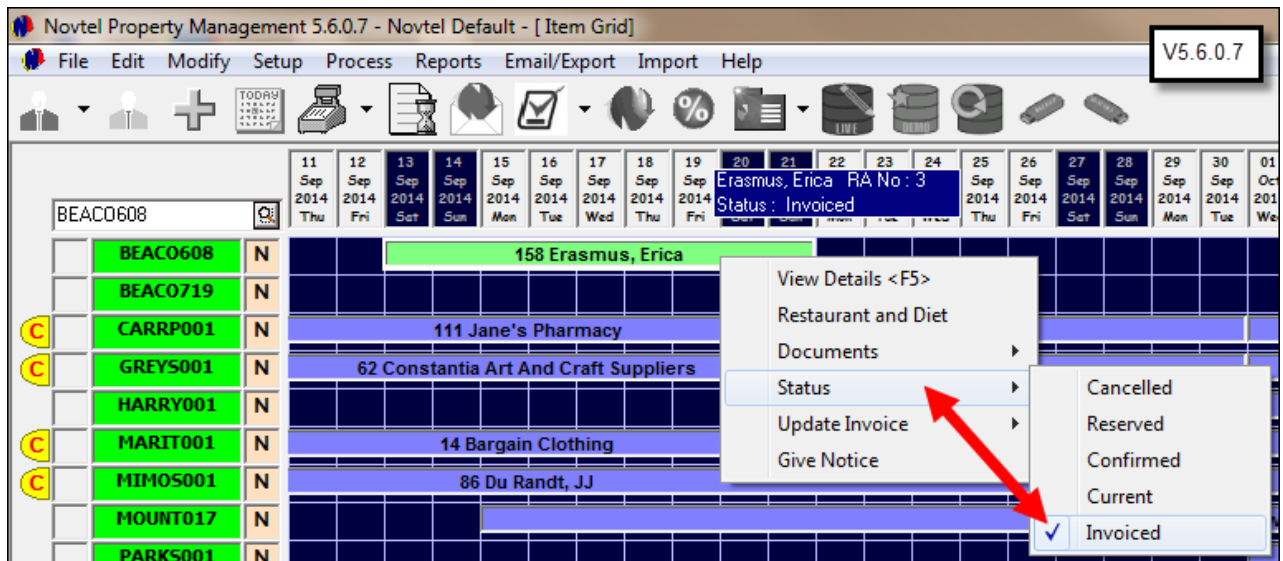 Novtel Property Management 5.6.0.7 - Novtel Default - [ Item Grid]
V5.6.0.7
File Edit Modify Setup Process Reports Email/Export Import Help
TODAY
LIVE
DEMO
11 12 13 14 15 16 17 18 19 20 21 22 23 24 25 26 27 28 29 30 01
Sep Sep Sep Sep Sep Sep Sep Sep Sep Erasmus, Erica RA No : 3 Sep Sep Sep Sep Sep Sep Oct
2014 2014 2014 2014 2014 2014 2014 2014 2014 Status : Invoiced 2014 2014 2014 2014 2014 2014 201
Thu Fri Sat Sun Mon Tue Wed Thu Fri Thu Fri Sat Sun Mon Tue We
BEACO608
BEACO608 N 158 Erasmus, Erica
BEACO719 N
C CARRP001 N 111 Jane's Pharmacy
C GREYS001 N 62 Constantia Art And Craft Suppliers
HARRY001 N
C MARIT001 N 14 Bargain Clothing
C MIMOS001 N 86 Du Randt, JJ
MOUNT017 N
PARKS001 N
View Details <F5>
Restaurant and Diet
Documents
Status
Update Invoice
Give Notice
Cancelled
Reserved
Confirmed
Current
Invoiced